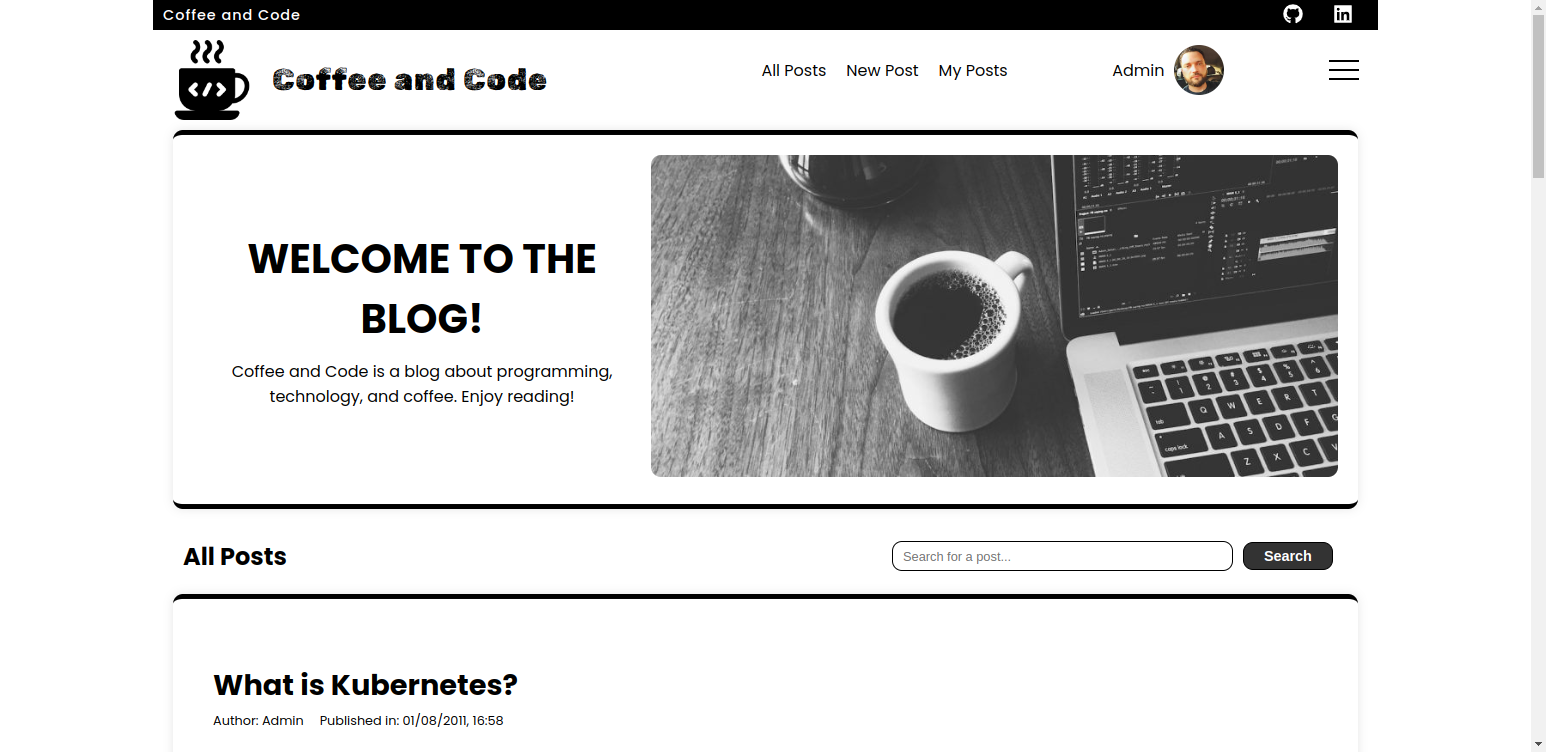 Coffee and Code
Coffee and Code
All Posts New Post My Posts
Admin
WELCOME TO THE
BLOG!
Coffee and Code is a blog about programming,
technology, and coffee. Enjoy reading!
All Posts
Search for a post...
Search
What is Kubernetes?
Author: Admin Published in: 01/08/2011, 16:58